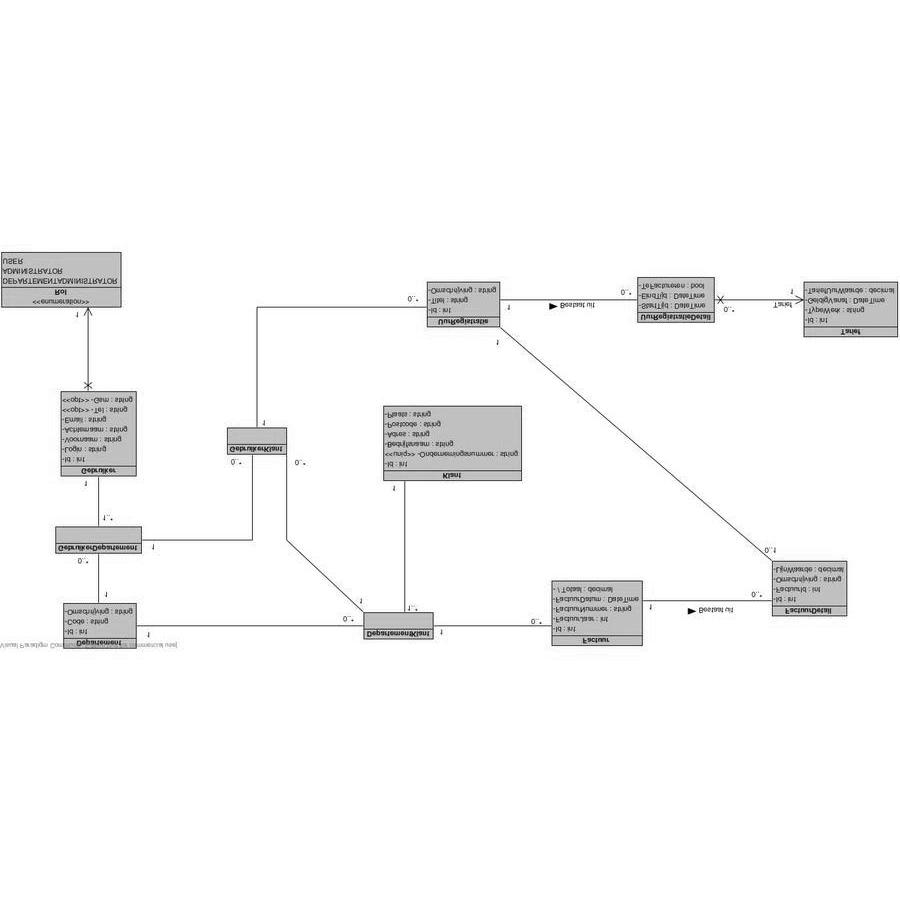 Visual Paradigm
use]
Departement
-Id : int
-Code : string
-Omschrijving : string
1
1
0..*
DepartementKlant
1
0..*
1..*
1
Factuur
-Id : int
-FactuurJaar : int
-FactuurNummer : string
-FactuurDatum : DateTime
- / Totaal : decimal
1
Bestaat uit
0..*
FactuurDetail
-Id : int
-FactuurId : int
-Omschrijving : string
-LijnWaarde : decimal
0..1
0..*
GebruikerDepartement
1
1..*
1
Gebruiker
-Id : int
-Login : string
-Voornaam : string
-Achternaam : string
-Email : string
<<opt>> -Tel : string
<<opt>> -Gsm : string
0..*
0..*
GebruikerKlant
1
1
Klant
-Id : int
<<uniq>> -Ondernemingsnummer : string
-Bedrijfsnaam : string
-Adres : string
-Postcode : string
-Plaats : string
1
<<enumeration>>
Rol
DEPARTEMENTADMINISTRATOR
ADMINISTRATOR
USER
1
UurRegistratie
-Id : int
-Titel : string
-Omschrijving : string
0..*
1
Bestaat uit
0..*
UurRegistratieDetail
-StartTijd : DateTime
-EindTijd : DateTime
-TeFactureren : bool
0..*
Tarief
1
Tarief
-Id : int
-TypeWerk : string
-GeldigVanaf : DateTime
-TariefUurWaarde : decimal